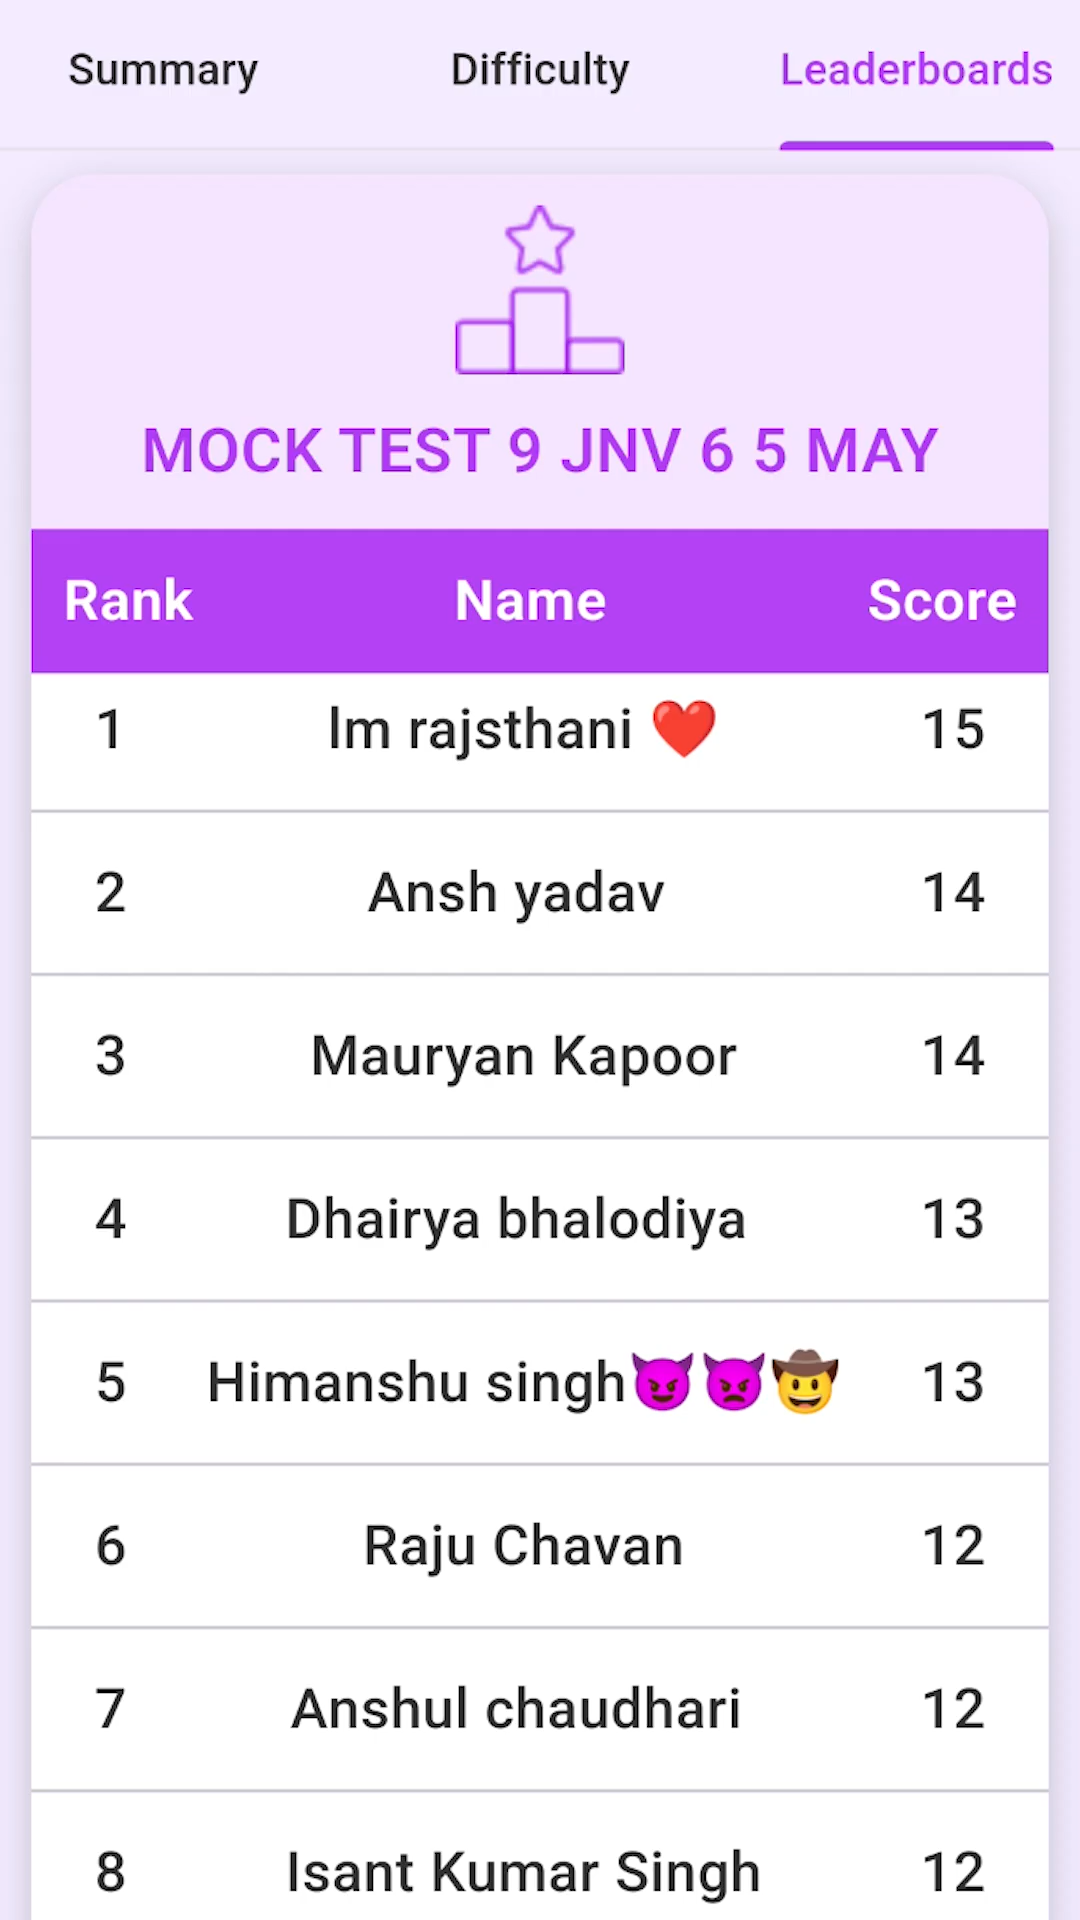 Summary Difficulty Leaderboards
MOCK TEST 9 JNV 6 5 MAY
Rank Name Score
1 Im rajsthani ❤️ 15
2 Ansh yadav 14
3 Mauryan Kapoor 14
4 Dhairya bhalodiya 13
5 Himanshu singh😈👿🤠 13
6 Raju Chavan 12
7 Anshul chaudhari 12
8 Isant Kumar Singh 12